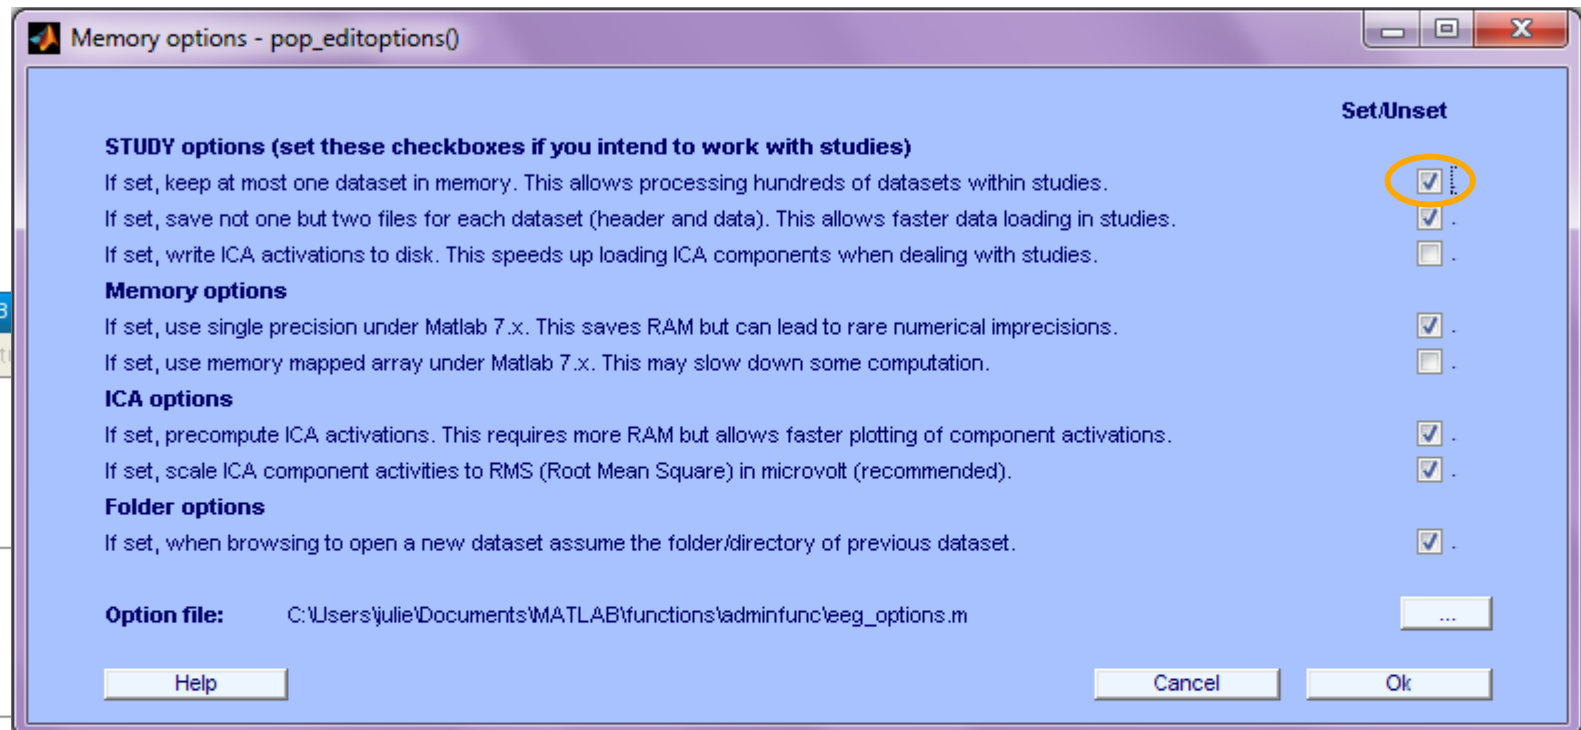 Memory options - pop_editoptions()
Set/Unset
STUDY options (set these checkboxes if you intend to work with studies)
If set, keep at most one dataset in memory. This allows processing hundreds of datasets within studies.
If set, save not one but two files for each dataset (header and data). This allows faster data loading in studies.
If set, write ICA activations to disk. This speeds up loading ICA components when dealing with studies.
Memory options
If set, use single precision under Matlab 7.x. This saves RAM but can lead to rare numerical imprecisions.
If set, use memory mapped array under Matlab 7.x. This may slow down some computation.
ICA options
If set, precompute ICA activations. This requires more RAM but allows faster plotting of component activations.
If set, scale ICA component activities to RMS (Root Mean Square) in microvolt (recommended).
Folder options
If set, when browsing to open a new dataset assume the folder/directory of previous dataset.
Option file: C:\Users\julie\Documents\MATLAB\functions\adminfunc\eeg_options.m ...
Help Cancel Ok